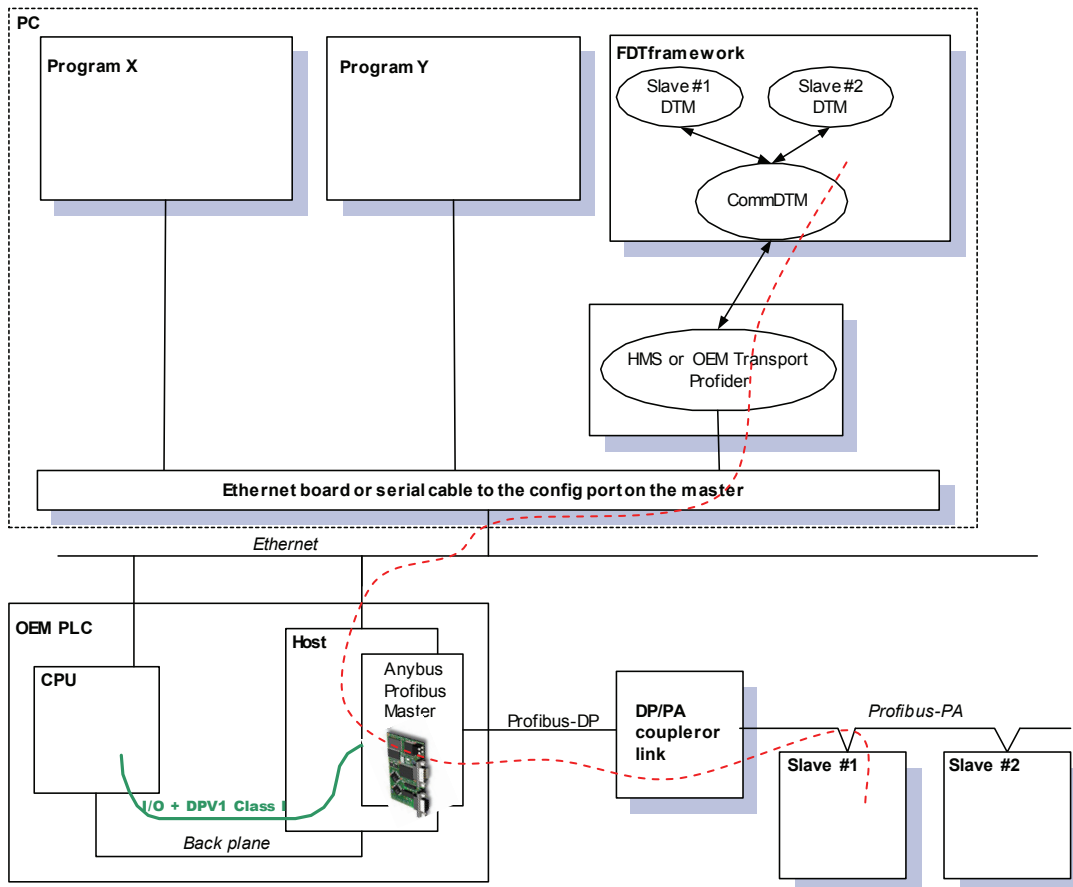 PC
Program X
Program Y
FDTframework
Slave #1
DTM
Slave #2
DTM
CommDTM
HMS or OEM Transport
Profider
Ethernet board or serial cable to the config port on the master
Ethernet
OEM PLC
Host
CPU
Anybus
Profibus
Master
Profibus-DP
DP/PA
coupler or
link
Profibus-PA
Slave #1
Slave #2
I/O + DPV1 Class I
Back plane